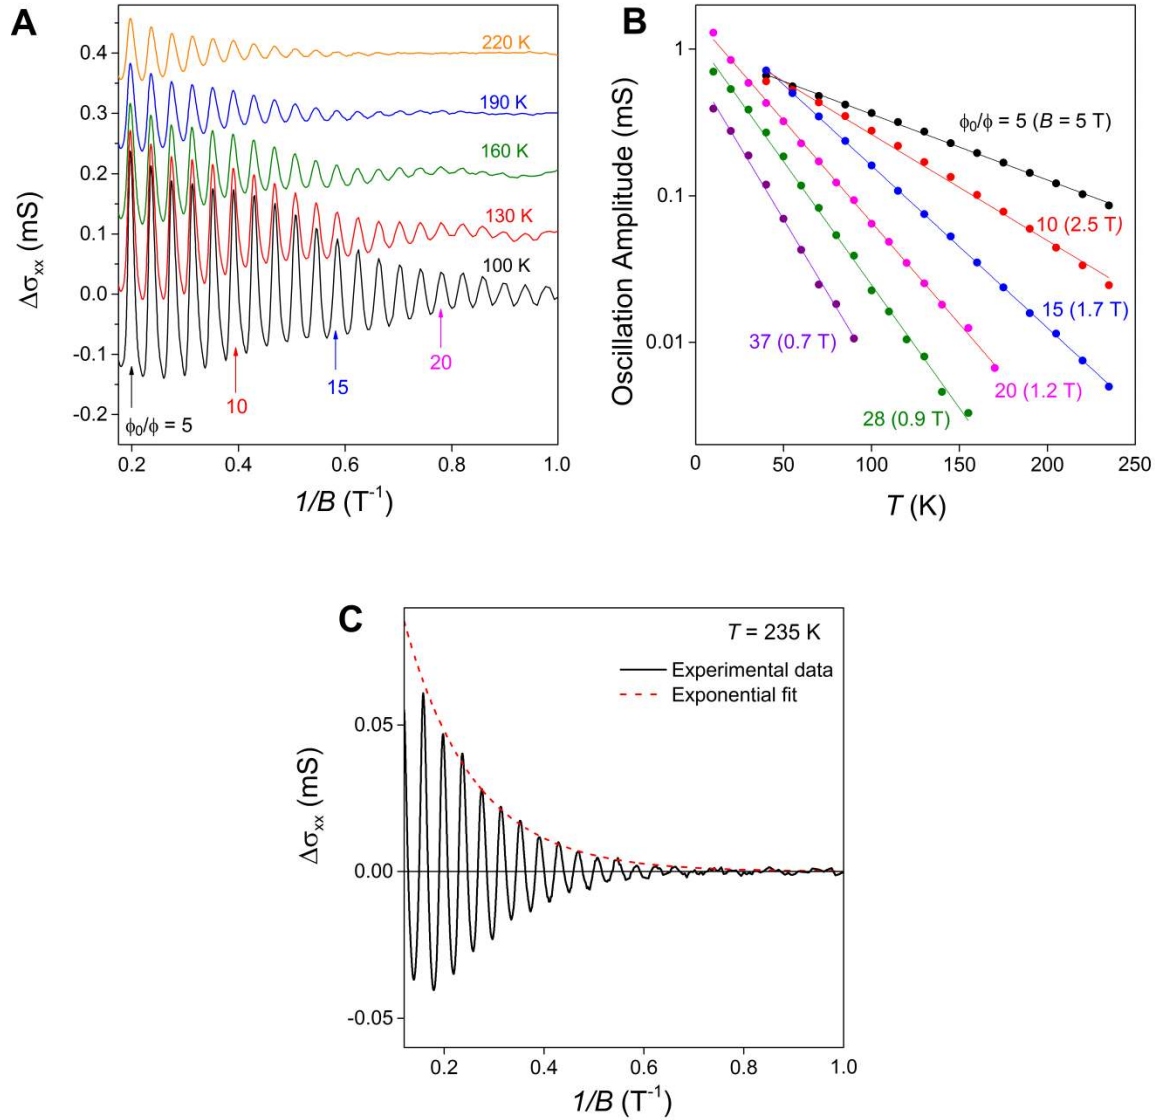 A
0.4
0.3
0.2
0.1
0.0
-0.1
-0.2
Δσxx (mS)
220 K
190 K
160 K
130 K
100 K
20
15
10
ϕ0/ϕ = 5
0.2 0.4 0.6 0.8 1.0
1/B (T-1)
B
1
0.1
0.01
Oscillation Amplitude (mS)
ϕ0/ϕ = 5 (B = 5 T)
10 (2.5 T)
15 (1.7 T)
37 (0.7 T)
20 (1.2 T)
28 (0.9 T)
0 50 100 150 200 250
T (K)
C
T = 235 K
Experimental data
Exponential fit
0.05
0.00
-0.05
Δσxx (mS)
0.2 0.4 0.6 0.8 1.0
1/B (T-1)